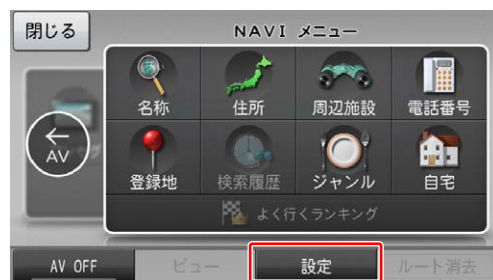 閉じる
NAVI メニュー
名称
住所
周辺施設
電話番号
AV
登録地
検索履歴
ジャンル
自宅
よく行くランキング
AV OFF
ビュー
設定
ルート消去